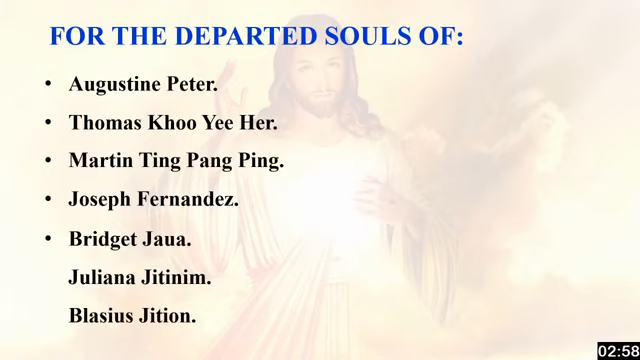 FOR THE DEPARTED SOULS OF:
• Augustine Peter.
• Thomas Khoo Yee Her.
• Martin Ting Pang Ping.
• Joseph Fernandez.
• Bridget Jaua.
Juliana Jitinim.
Blasius Jition.
02:58